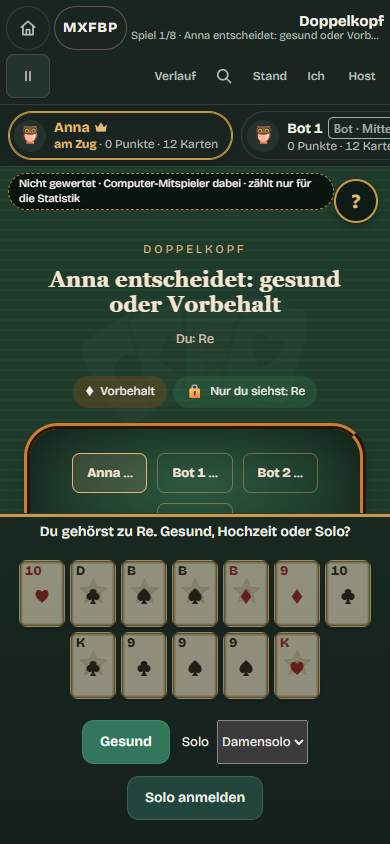 MXFBP
Doppelkopf
Spiel 1/8 · Anna entscheidet: gesund oder Vorb...
Verlauf
Stand
Ich
Host
Anna
am Zug · 0 Punkte · 12 Karten
Bot 1
Bot · Mitte
0 Punkte · 12 Karten
Nicht gewertet · Computer-Mitspieler dabei · zählt nur für
die Statistik
?
DOPPELKOPF
Anna entscheidet: gesund
oder Vorbehalt
Du: Re
Vorbehalt
Nur du siehst: Re
Anna ...
Bot 1 ...
Bot 2 ...
Du gehörst zu Re. Gesund, Hochzeit oder Solo?
10 D B B B 9 10
K 9 9 9 K
Gesund
Solo
Damensolo
Solo anmelden